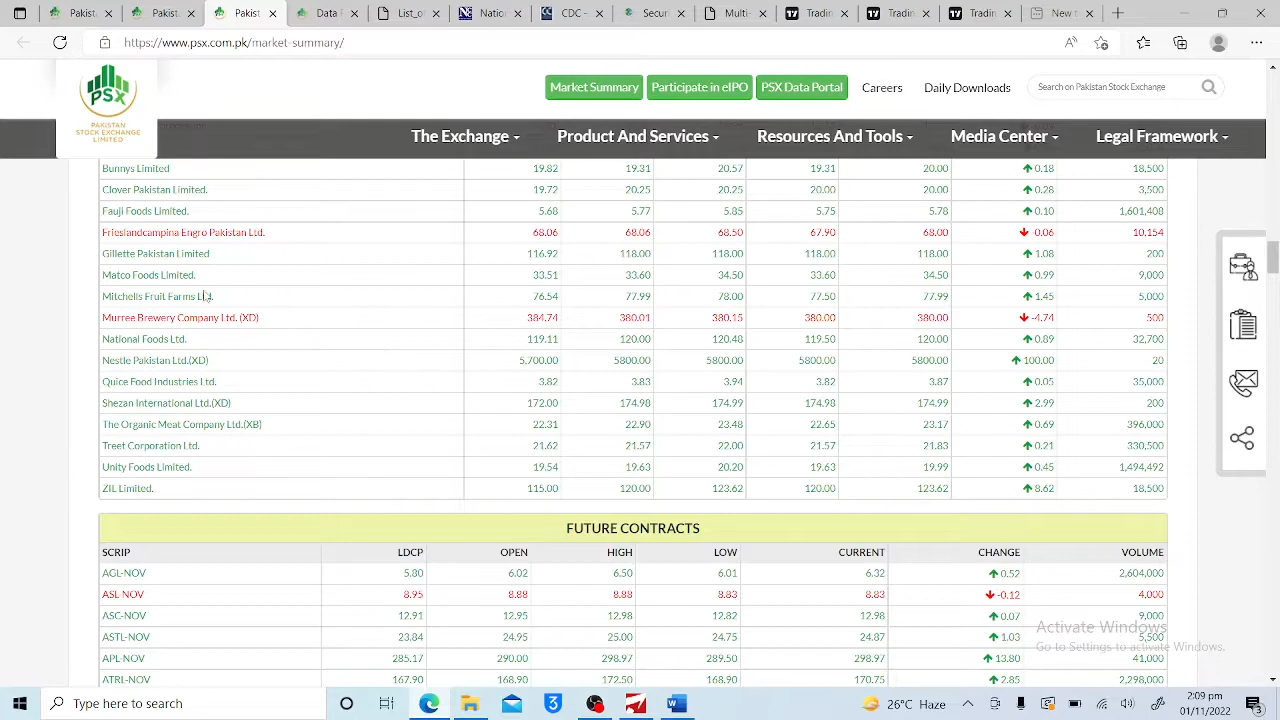 Pakist
Data
List_o
Natio
CDC -
Securi
Multi-
Tradin
Tradin
Tradin
New
https://www.psx.com.pk/market-summary/
PSX
PAKISTAN
STOCK EXCHANGE
LIMITED
Market Summary Participate in eIPO PSX Data Portal Careers Daily Downloads Search on Pakistan Stock Exchange
The Exchange Product And Services Resources And Tools Media Center Legal Framework
Bunnys Limited 19.82 19.31 20.57 19.31 20.00 0.18 18,500
Clover Pakistan Limited. 19.72 20.25 20.25 20.00 20.00 0.28 3,500
Fauji Foods Limited. 5.68 5.77 5.85 5.75 5.78 0.10 1,601,408
Frieslandcampina Engro Pakistan Ltd. 68.06 68.06 68.50 67.90 68.00 -0.06 10,154
Gillette Pakistan Limited 116.92 118.00 118.00 118.00 118.00 1.08 200
Matco Foods Limited. 33.51 33.60 34.50 33.60 34.50 0.99 9,000
Mitchells Fruit Farms Ltd. 76.54 77.99 78.00 77.50 77.99 1.45 5,000
Murree Brewery Company Ltd. (XD) 384.74 380.01 380.15 380.00 380.00 -4.74 500
National Foods Ltd. 119.11 120.00 120.48 119.50 120.00 0.89 32,700
Nestle Pakistan Ltd.(XD) 5,700.00 5800.00 5800.00 5800.00 5800.00 100.00 20
Quice Food Industries Ltd. 3.82 3.83 3.94 3.82 3.87 0.05 35,000
Shezan International Ltd.(XD) 172.00 174.98 174.99 174.98 174.99 2.99 200
The Organic Meat Company Ltd.(XB) 22.31 22.90 23.48 22.65 23.17 0.69 396,000
Treet Corporation Ltd. 21.62 21.57 22.00 21.57 21.83 0.21 330,500
Unity Foods Limited. 19.54 19.63 20.20 19.63 19.99 0.45 1,494,492
ZIL Limited. 115.00 120.00 123.62 120.00 123.62 8.62 18,500
FUTURE CONTRACTS
SCRIP LDCP OPEN HIGH LOW CURRENT CHANGE VOLUME
AGL-NOV 5.80 6.02 6.50 6.01 6.32 0.52 2,604,000
ASL NOV 8.95 8.88 8.88 8.83 8.83 -0.12 4,000
ASC-NOV 12.91 12.95 12.98 12.82 12.98 0.07 9,000
ASTL-NOV 23.84 24.95 25.00 24.75 24.87 1.03 5,500
APL-NOV 285.17 290.00 298.97 289.50 298.97 13.80 41,000
ATRL-NOV 167.90 168.90 172.50 168.90 170.75 2.85 2,298,000
Activate Windows
Go to Settings to activate Windows.
Type here to search
25°C Haze
2:09 pm
01/11/2022
3